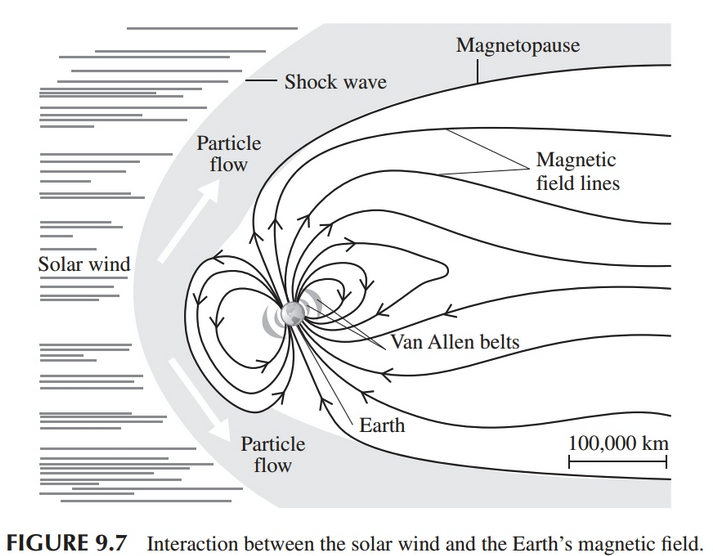 Magnetopause
Shock wave
Particle
flow
Magnetic
field lines
Solar wind
Van Allen belts
Earth
Particle
flow
100,000 km
FIGURE 9.7 Interaction between the solar wind and the Earth's magnetic field.